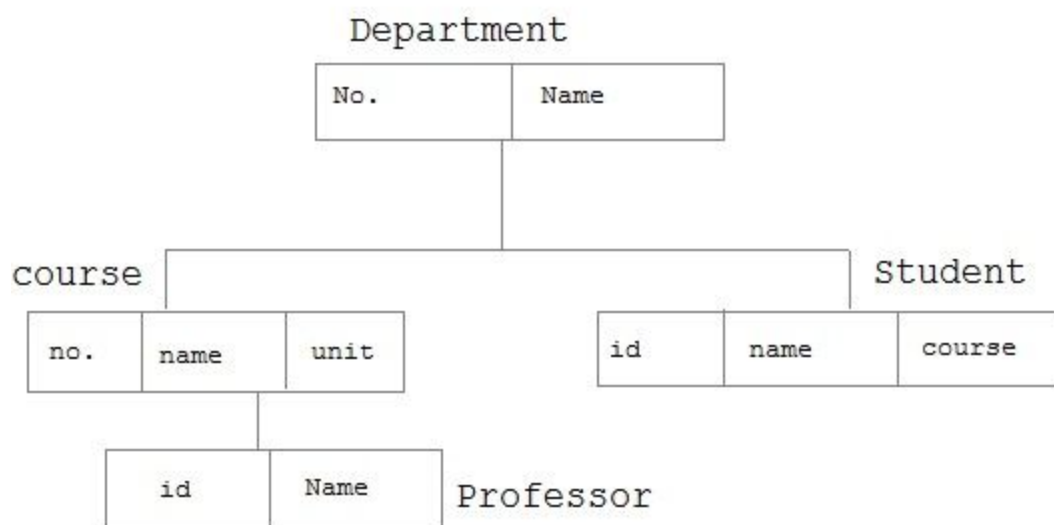 Department
No. Name
course
Student
no. name unit
id name course
id Name
Professor